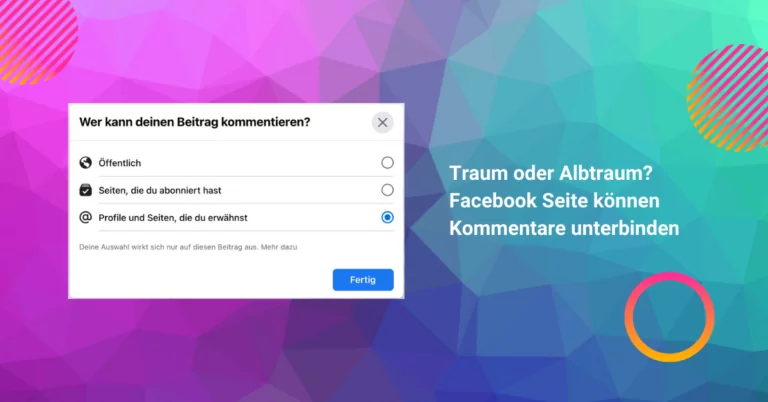 Wer kann deinen Beitrag kommentieren?
Öffentlich
Seiten, die du abonniert hast
Profile und Seiten, die du erwähnst
Deine Auswahl wirkt sich nur auf diesen Beitrag aus. Mehr dazu
Fertig
Traum oder Albtraum?
Facebook Seite können
Kommentare unterbinden